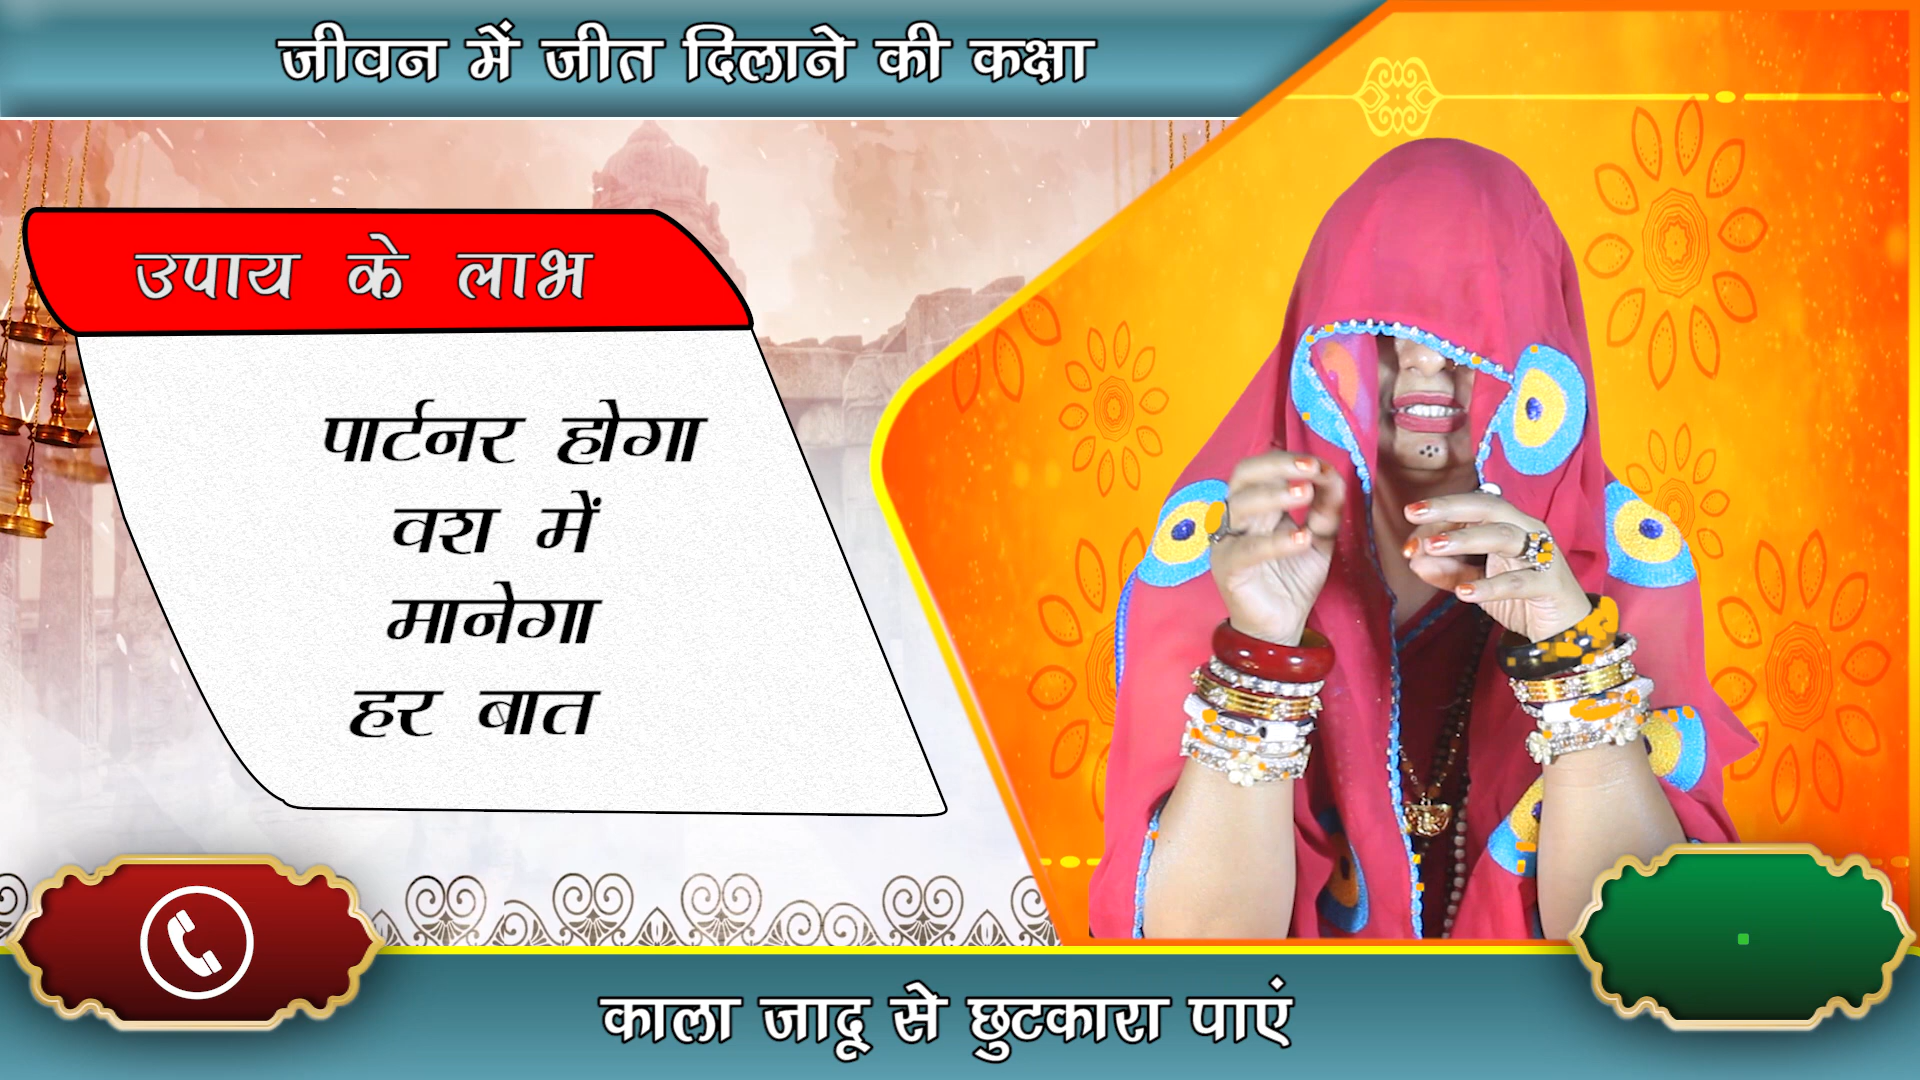 जीवन में जीत दिलाने की कक्षा
उपाय के लाभ
पार्टनर होगा
वश में
मानेगा
हर बात
काला जादू से छुटकारा पाएं